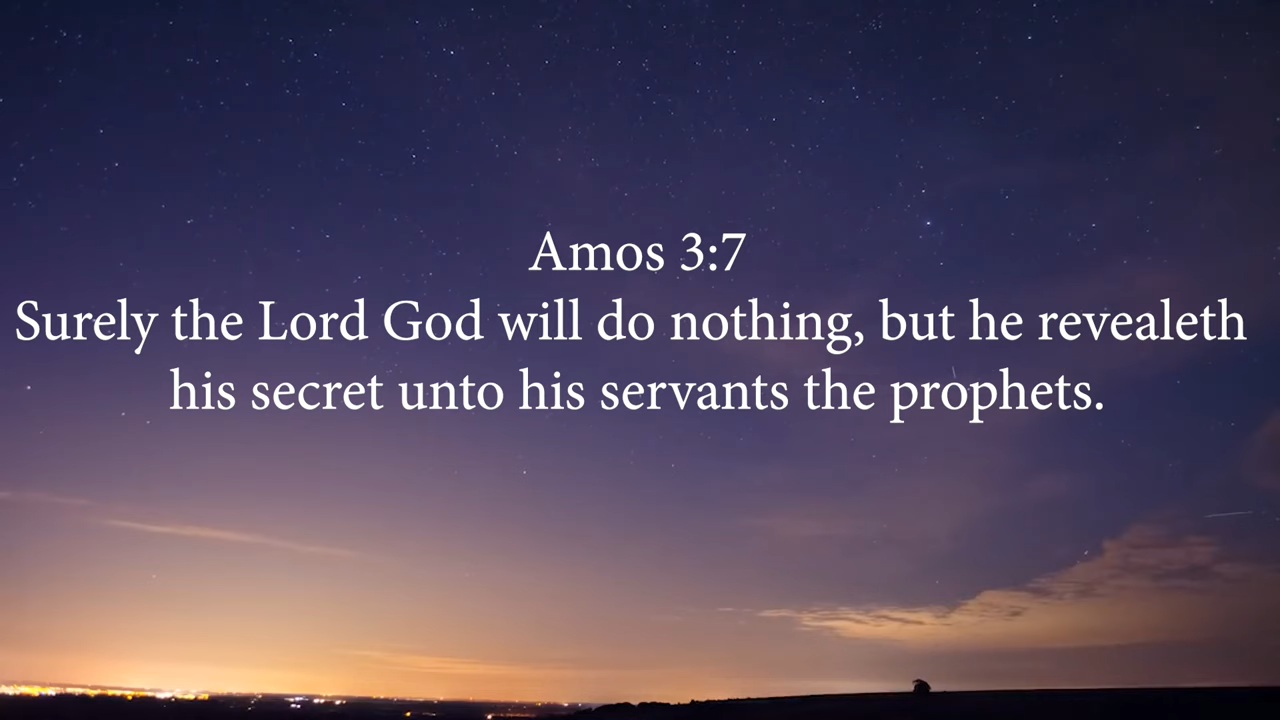 Amos 3:7
Surely the Lord God will do nothing, but he revealeth
his secret unto his servants the prophets.